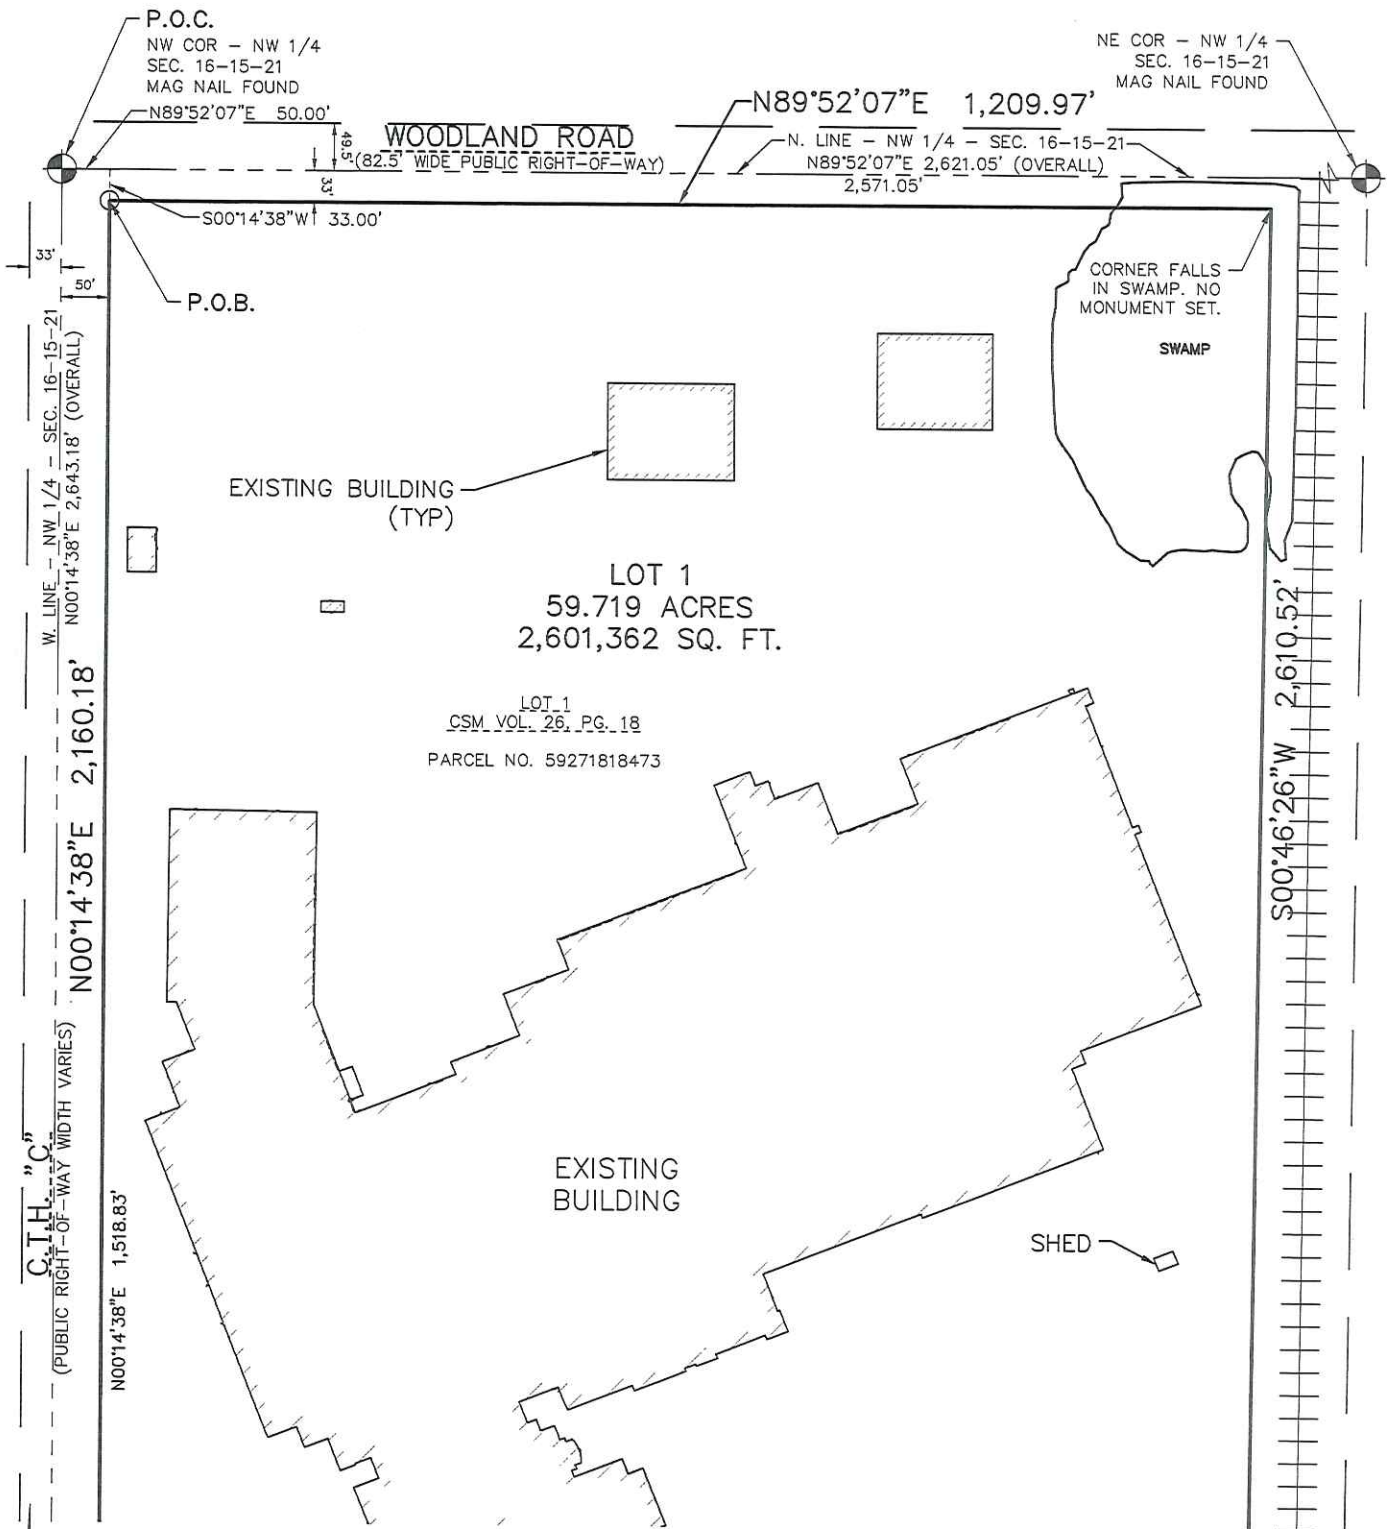 P.O.C.
NW COR - NW 1/4
SEC. 16-15-21
MAG NAIL FOUND
N89°52'07"E 50.00'
NE COR - NW 1/4
SEC. 16-15-21
MAG NAIL FOUND
N89°52'07"E 1,209.97'
WOODLAND ROAD
(82.5' WIDE PUBLIC RIGHT-OF-WAY)
49.5'
33'
N. LINE - NW 1/4 - SEC. 16-15-21
N89°52'07"E 2,621.05' (OVERALL)
2,571.05'
S00°14'38"W 33.00'
33'
50'
P.O.B.
CORNER FALLS
IN SWAMP. NO
MONUMENT SET.
SWAMP
W. LINE - NW 1/4 - SEC. 16-15-21
N00°14'38"E 2,643.18' (OVERALL)
EXISTING BUILDING
(TYP)
LOT 1
59.719 ACRES
2,601,362 SQ. FT.
LOT 1
CSM VOL. 26, PG. 18
PARCEL NO. 59271818473
N00°14'38"E 2,160.18'
S00°46'26"W 2,610.52'
C.T.H. "C"
(PUBLIC RIGHT-OF-WAY WIDTH VARIES)
N00°14'38"E 1,518.83'
EXISTING
BUILDING
SHED